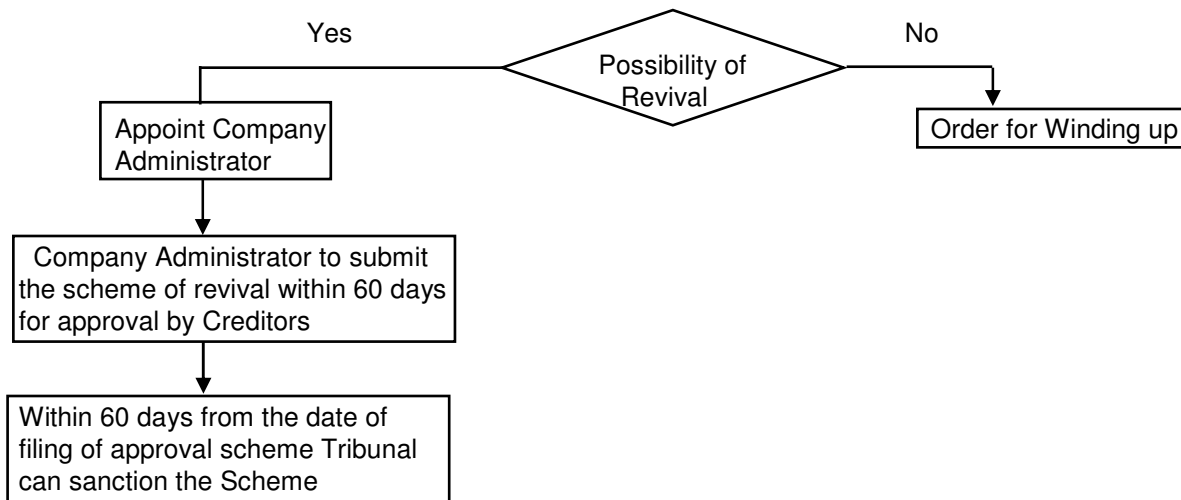 Yes
No
Possibility of
Revival
Appoint Company
Administrator
Order for Winding up
Company Administrator to submit
the scheme of revival within 60 days
for approval by Creditors
Within 60 days from the date of
filing of approval scheme Tribunal
can sanction the Scheme